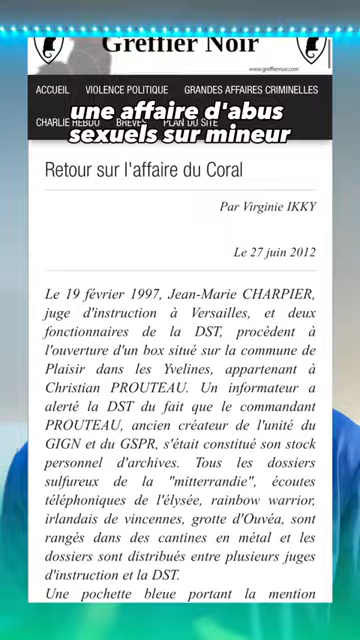 Greffier Noir
www.greffiernoir.com
ACCUEIL VIOLENCE POLITIQUE GRANDES AFFAIRES CRIMINELLES
une affaire d'abus
CHARLIE HEBDO BRÈVES PLAN DU SITE
sexuels sur mineur
Retour sur l'affaire du Coral
Par Virginie IKKY
Le 27 juin 2012
Le 19 février 1997, Jean-Marie CHARPIER,
juge d'instruction à Versailles, et deux
fonctionnaires de la DST, procèdent à
l'ouverture d'un box situé sur la commune de
Plaisir dans les Yvelines, appartenant à
Christian PROUTEAU. Un informateur a
alerté la DST du fait que le commandant
PROUTEAU, ancien créateur de l'unité du
GIGN et du GSPR, s'était constitué son stock
personnel d'archives. Tous les dossiers
sulfureux de la "mitterrandie", écoutes
téléphoniques de l'élysée, rainbow warrior,
irlandais de vincennes, grotte d'Ouvéa, sont
rangés dans des cantines en métal et les
dossiers sont distribués entre plusieurs juges
d'instruction et la DST.
Une pochette bleue portant la mention